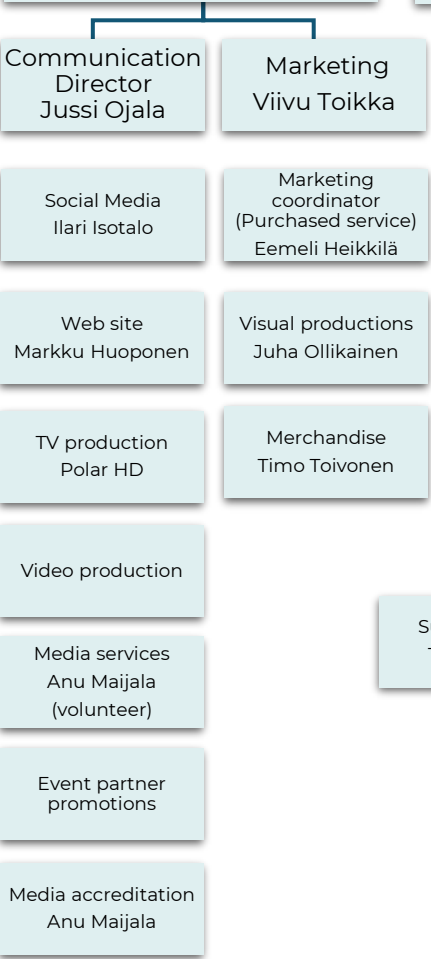 Communication
Director
Jussi Ojala
Marketing
Viivu Toikka
Social Media
Ilari Isotalo
Marketing
coordinator
(Purchased service)
Eemeli Heikkilä
Web site
Markku Huoponen
Visual productions
Juha Ollikainen
TV production
Polar HD
Merchandise
Timo Toivonen
Video production
Media services
Anu Maijala
(volunteer)
Event partner
promotions
Media accreditation
Anu Maijala